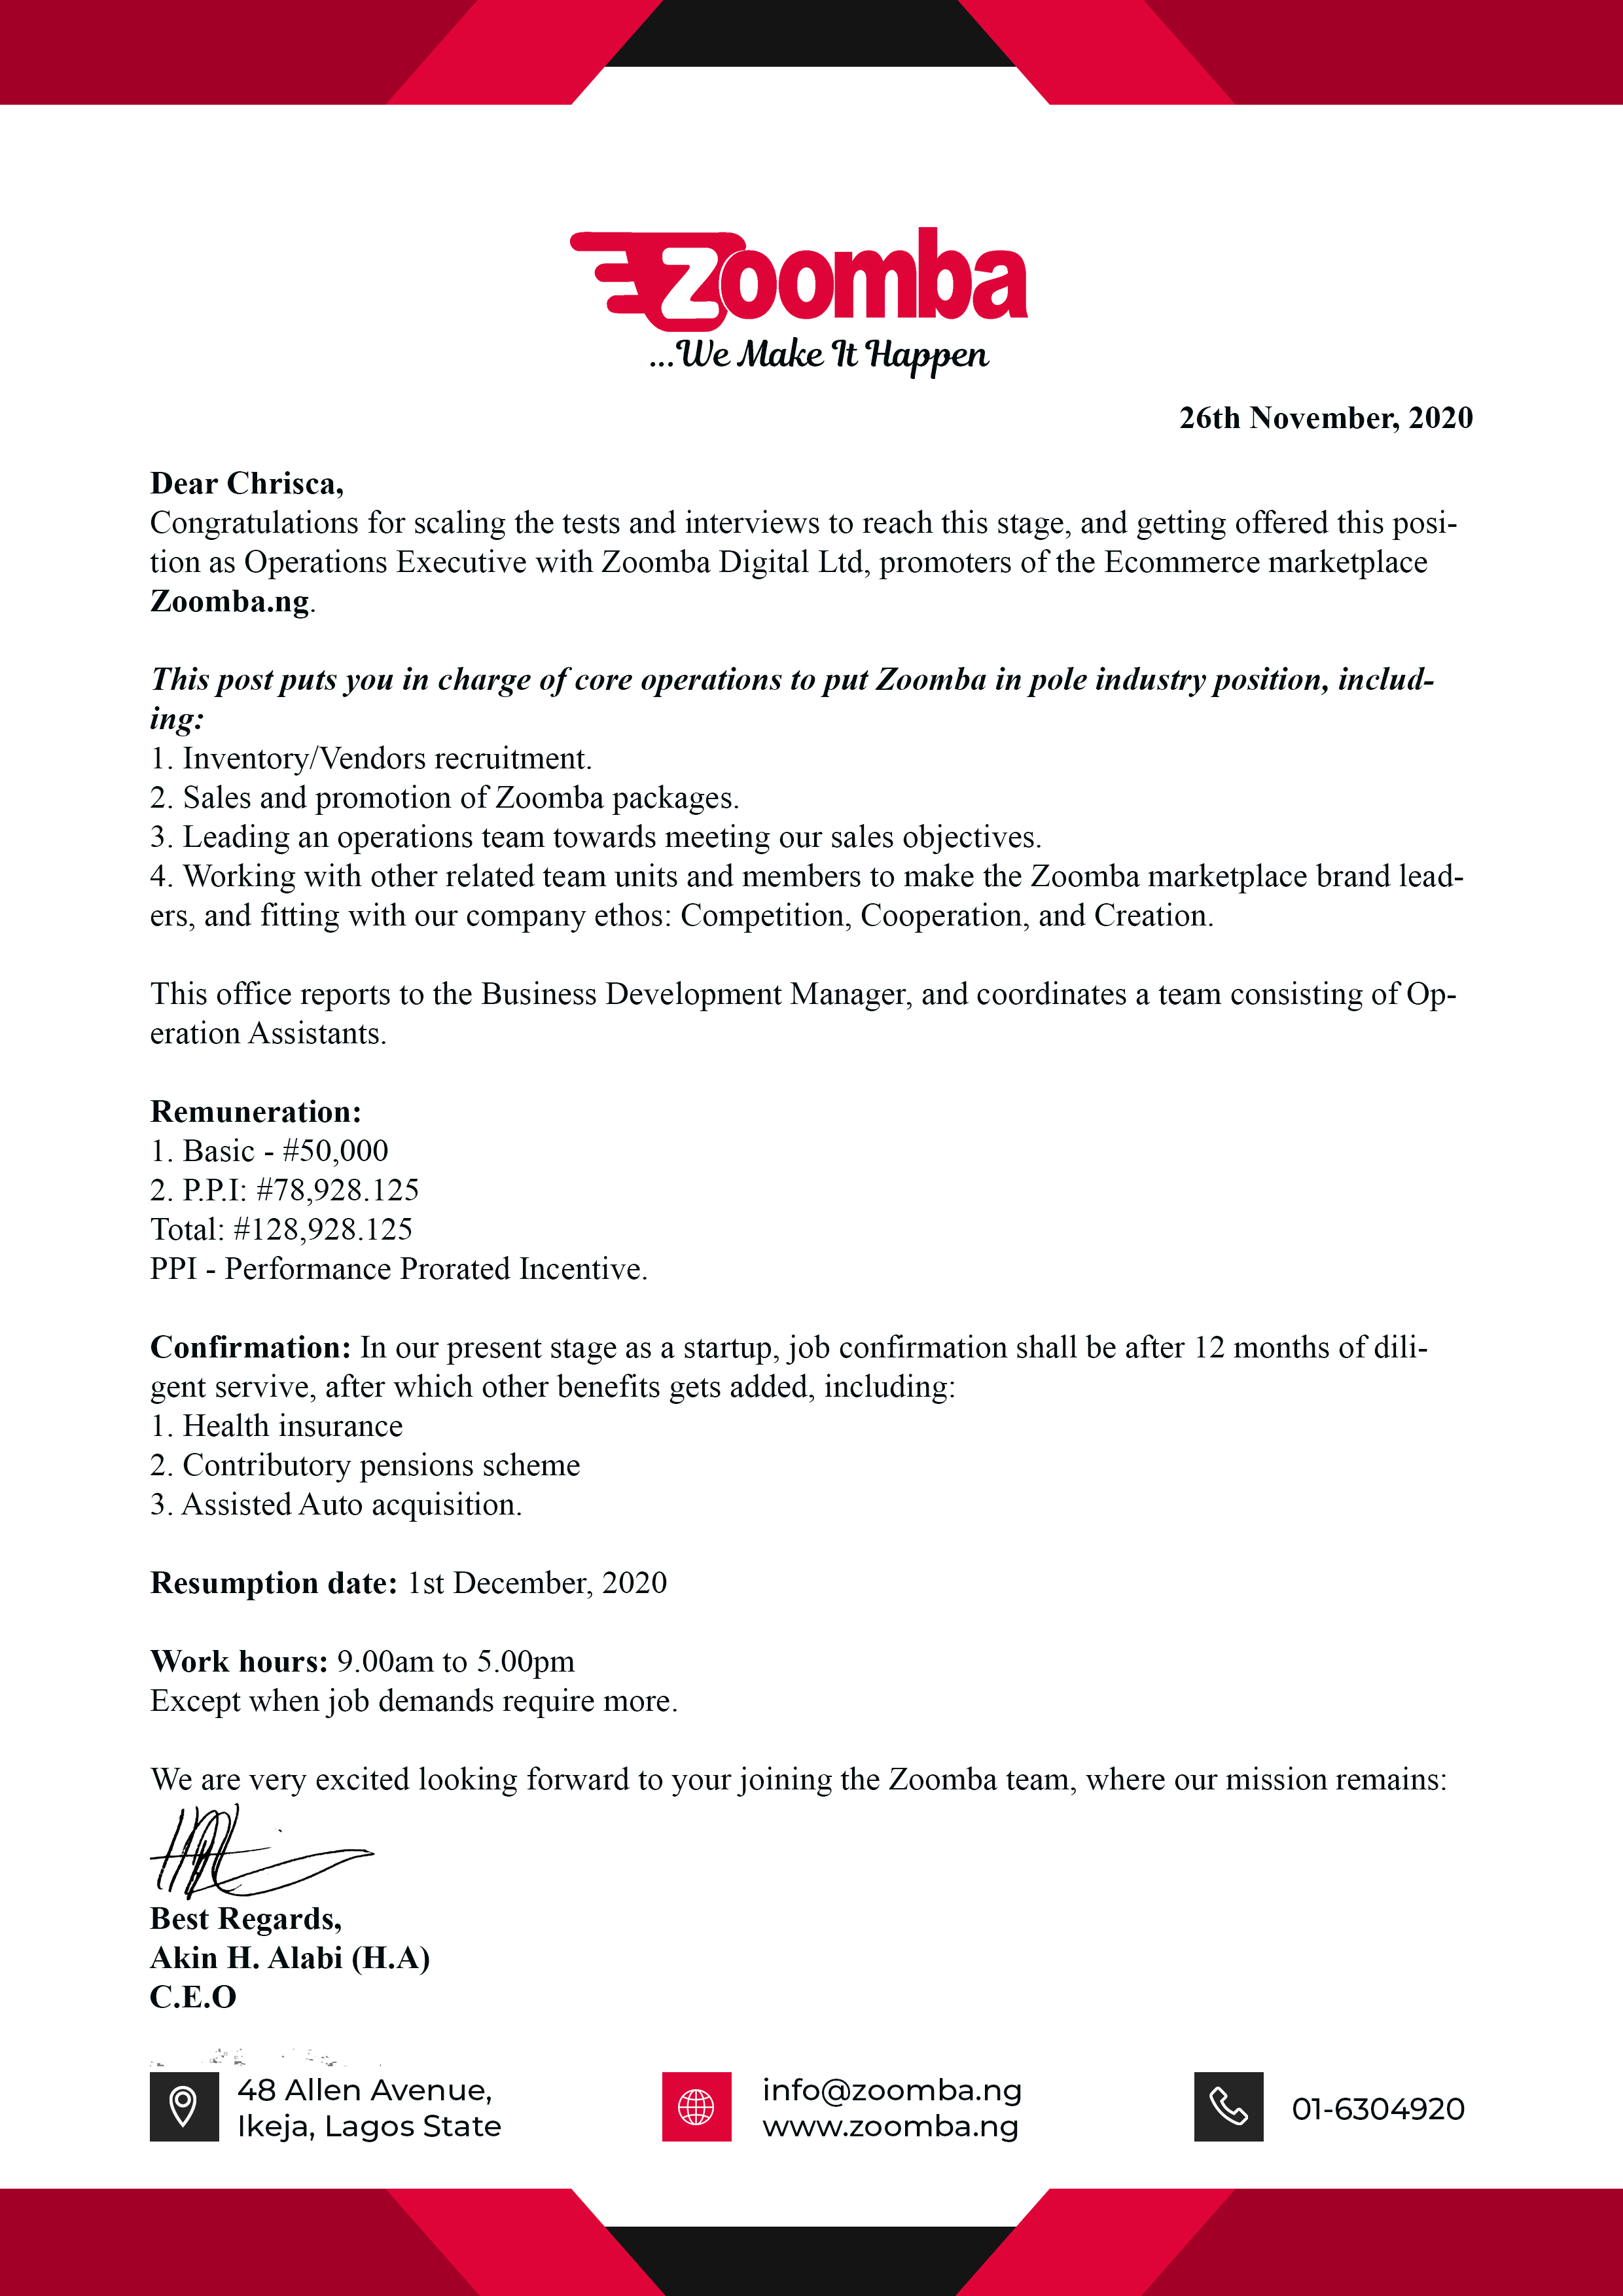 Zoomba
...We Make It Happen
26th November, 2020
Dear Chrisca,
Congratulations for scaling the tests and interviews to reach this stage, and getting offered this posi-
tion as Operations Executive with Zoomba Digital Ltd, promoters of the Ecommerce marketplace
Zoomba.ng.
This post puts you in charge of core operations to put Zoomba in pole industry position, includ-
ing:
1. Inventory/Vendors recruitment.
2. Sales and promotion of Zoomba packages.
3. Leading an operations team towards meeting our sales objectives.
4. Working with other related team units and members to make the Zoomba marketplace brand lead-
ers, and fitting with our company ethos: Competition, Cooperation, and Creation.
This office reports to the Business Development Manager, and coordinates a team consisting of Op-
eration Assistants.
Remuneration:
1. Basic - #50,000
2. P.P.I: #78,928.125
Total: #128,928.125
PPI - Performance Prorated Incentive.
Confirmation: In our present stage as a startup, job confirmation shall be after 12 months of dili-
gent servive, after which other benefits gets added, including:
1. Health insurance
2. Contributory pensions scheme
3. Assisted Auto acquisition.
Resumption date: 1st December, 2020
Work hours: 9.00am to 5.00pm
Except when job demands require more.
We are very excited looking forward to your joining the Zoomba team, where our mission remains:
Best Regards,
Akin H. Alabi (H.A)
C.E.O
48 Allen Avenue,
Ikeja, Lagos State
info@zoomba.ng
www.zoomba.ng
01-6304920